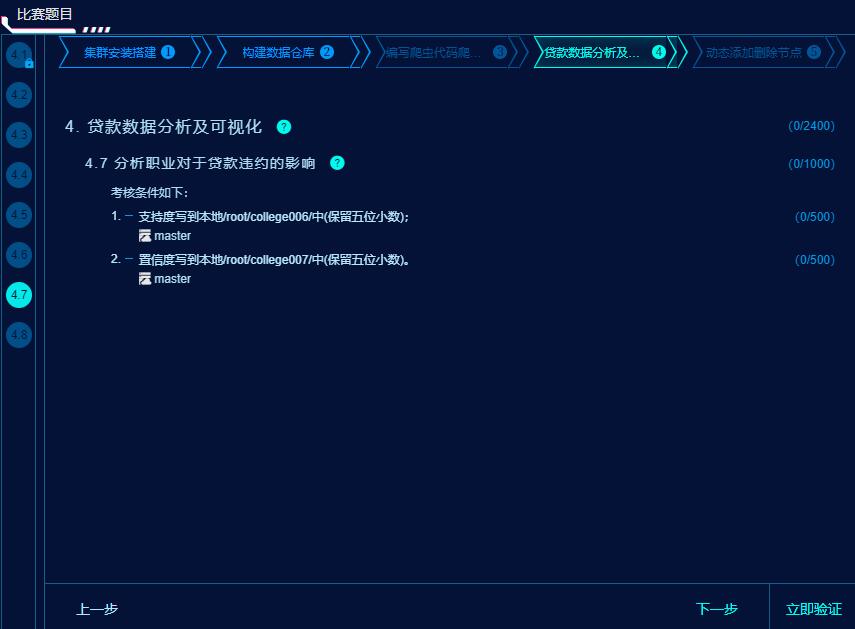 比赛题目
集群安装搭建 1
构建数据仓库 2
编写爬虫代码爬... 3
贷款数据分析及... 4
动态添加删除节点 5
4.1
4.2
4.3
4.4
4.5
4.6
4.7
4.8
4. 贷款数据分析及可视化 ? (0/2400)
4.7 分析职业对于贷款违约的影响 ? (0/1000)
考核条件如下:
1. – 支持度写到本地/root/college006/中(保留五位小数); (0/500)
master
2. – 置信度写到本地/root/college007/中(保留五位小数)。 (0/500)
master
上一步
下一步
立即验证